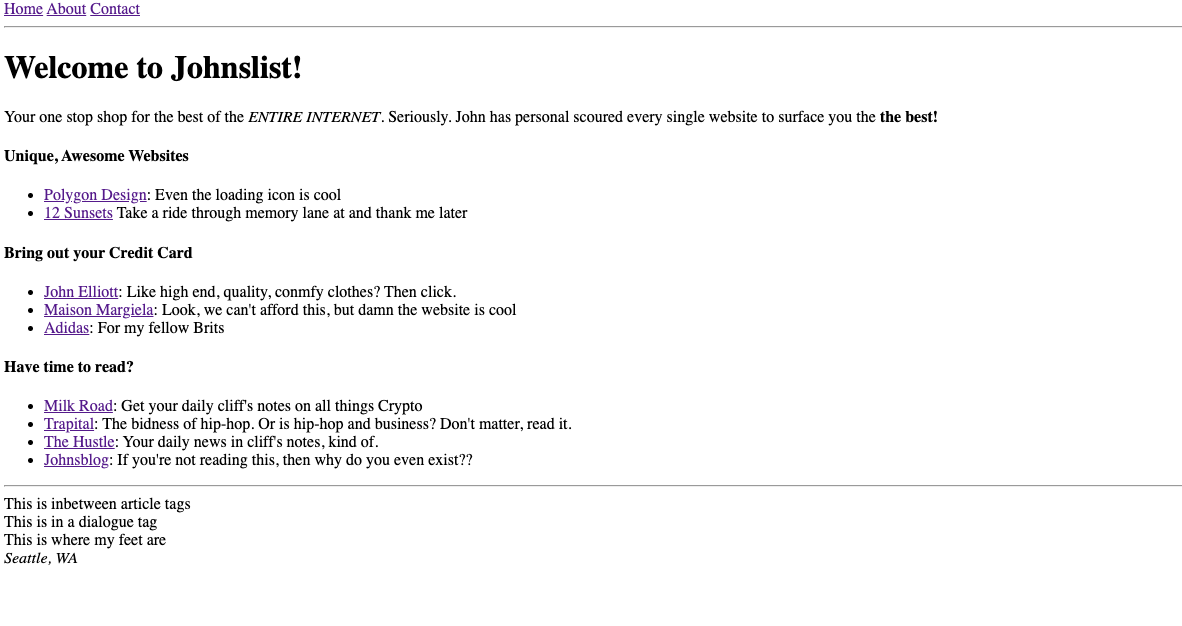 Home About Contact
Welcome to Johnslist!
Your one stop shop for the best of the ENTIRE INTERNET. Seriously. John has personal scoured every single website to surface you the the best!
Unique, Awesome Websites
Polygon Design: Even the loading icon is cool
12 Sunsets Take a ride through memory lane at and thank me later
Bring out your Credit Card
John Elliott: Like high end, quality, conmfy clothes? Then click.
Maison Margiela: Look, we can't afford this, but damn the website is cool
Adidas: For my fellow Brits
Have time to read?
Milk Road: Get your daily cliff's notes on all things Crypto
Trapital: The bidness of hip-hop. Or is hip-hop and business? Don't matter, read it.
The Hustle: Your daily news in cliff's notes, kind of.
Johnsblog: If you're not reading this, then why do you even exist??
This is inbetween article tags
This is in a dialogue tag
This is where my feet are
Seattle, WA